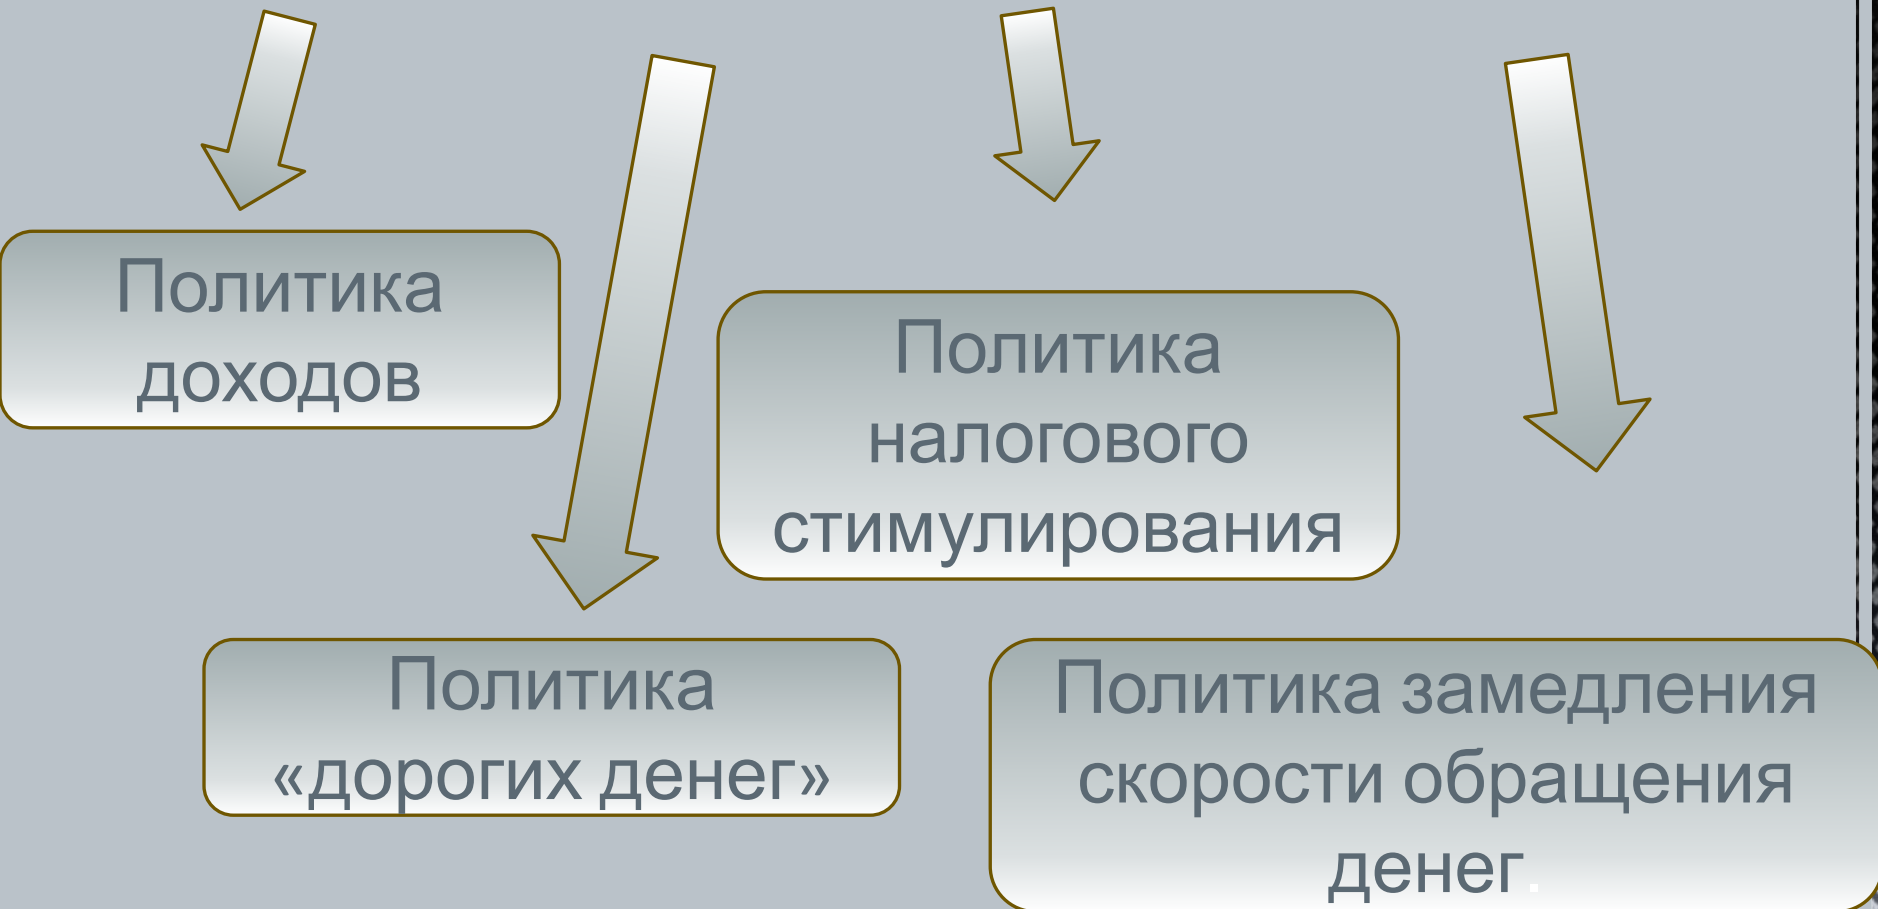 Политика
доходов
Политика
налогового
стимулирования
Политика
«дорогих денег»
Политика замедления
скорости обращения
денег.